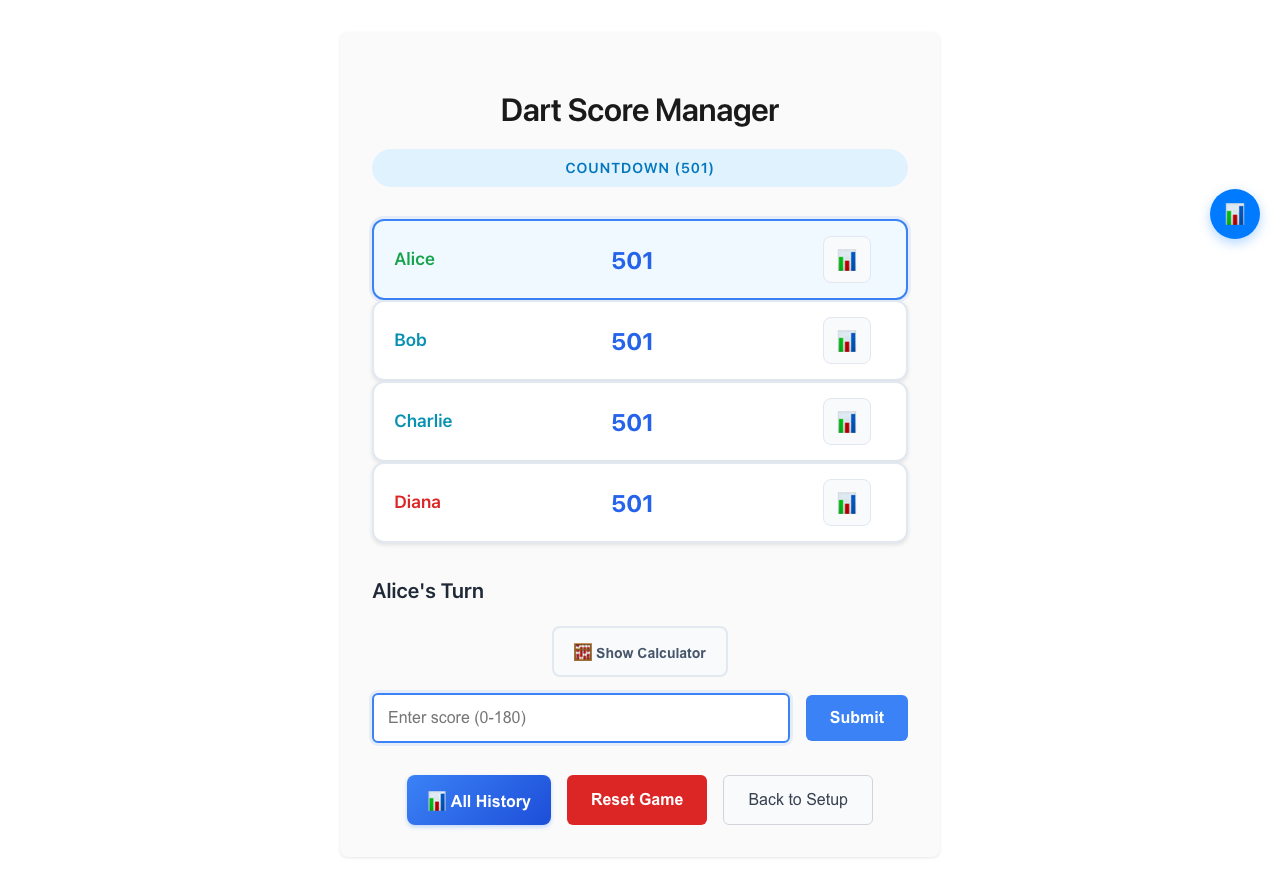 Dart Score Manager
COUNTDOWN (501)
Alice 501
Bob 501
Charlie 501
Diana 501
Alice's Turn
Show Calculator
Enter score (0-180) Submit
All History Reset Game Back to Setup